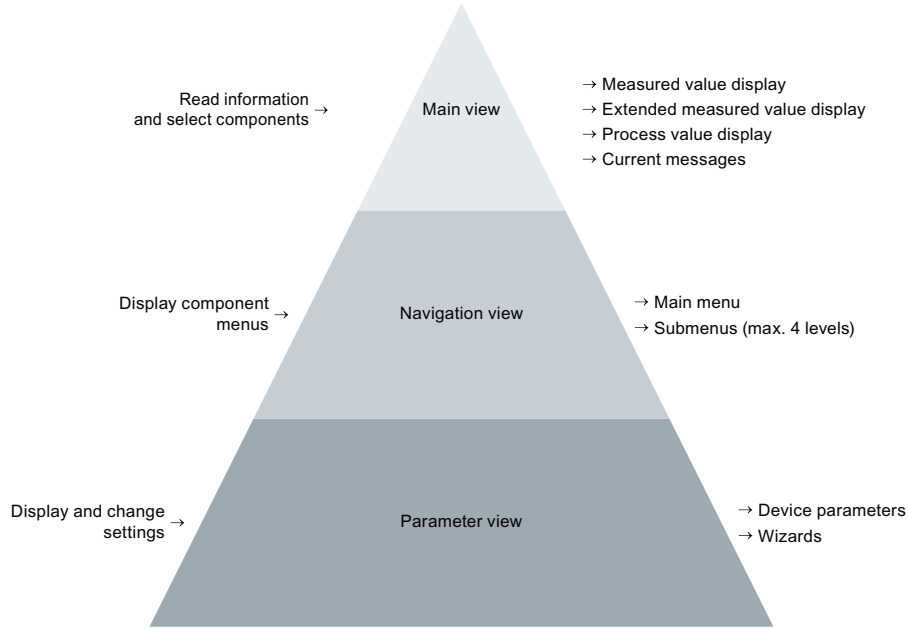 Read information
and select components →
Main view
→ Measured value display
→ Extended measured value display
→ Process value display
→ Current messages
Display component
menus →
Navigation view
→ Main menu
→ Submenus (max. 4 levels)
Display and change
settings →
Parameter view
→ Device parameters
→ Wizards